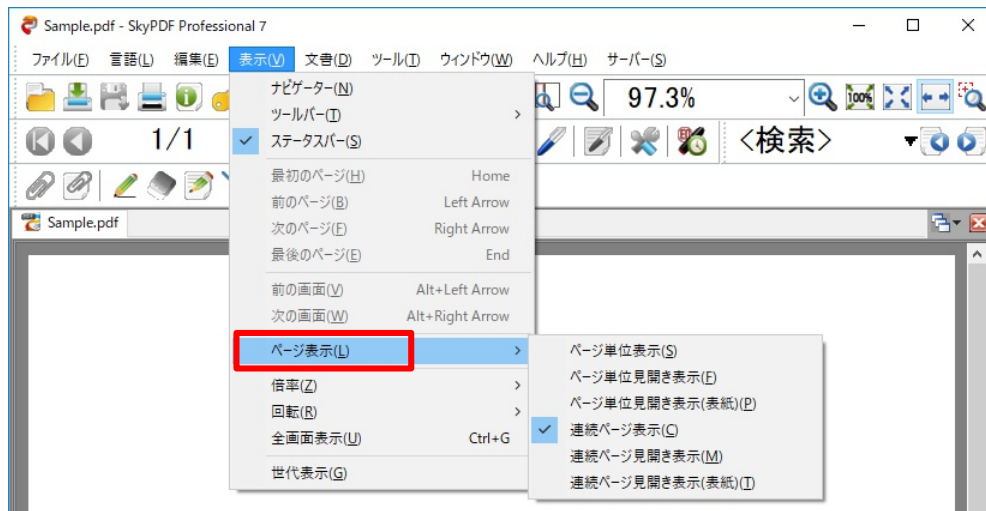 Sample.pdf - SkyPDF Professional 7
ファイル(F) 言語(L) 編集(E) 表示(V) 文書(D) ツール(T) ウィンドウ(W) ヘルプ(H) サーバー(S)
97.3%
100%
1/1
<検索>
Sample.pdf
ナビゲーター(N)
ツールバー(T)
ステータスバー(S)
最初のページ(H) Home
前のページ(B) Left Arrow
次のページ(F) Right Arrow
最後のページ(E) End
前の画面(V) Alt+Left Arrow
次の画面(W) Alt+Right Arrow
ページ表示(L)
倍率(Z)
回転(R)
全画面表示(U) Ctrl+G
世代表示(G)
ページ単位表示(S)
ページ単位見開き表示(F)
ページ単位見開き表示(表紙)(P)
連続ページ表示(C)
連続ページ見開き表示(M)
連続ページ見開き表示(表紙)(T)